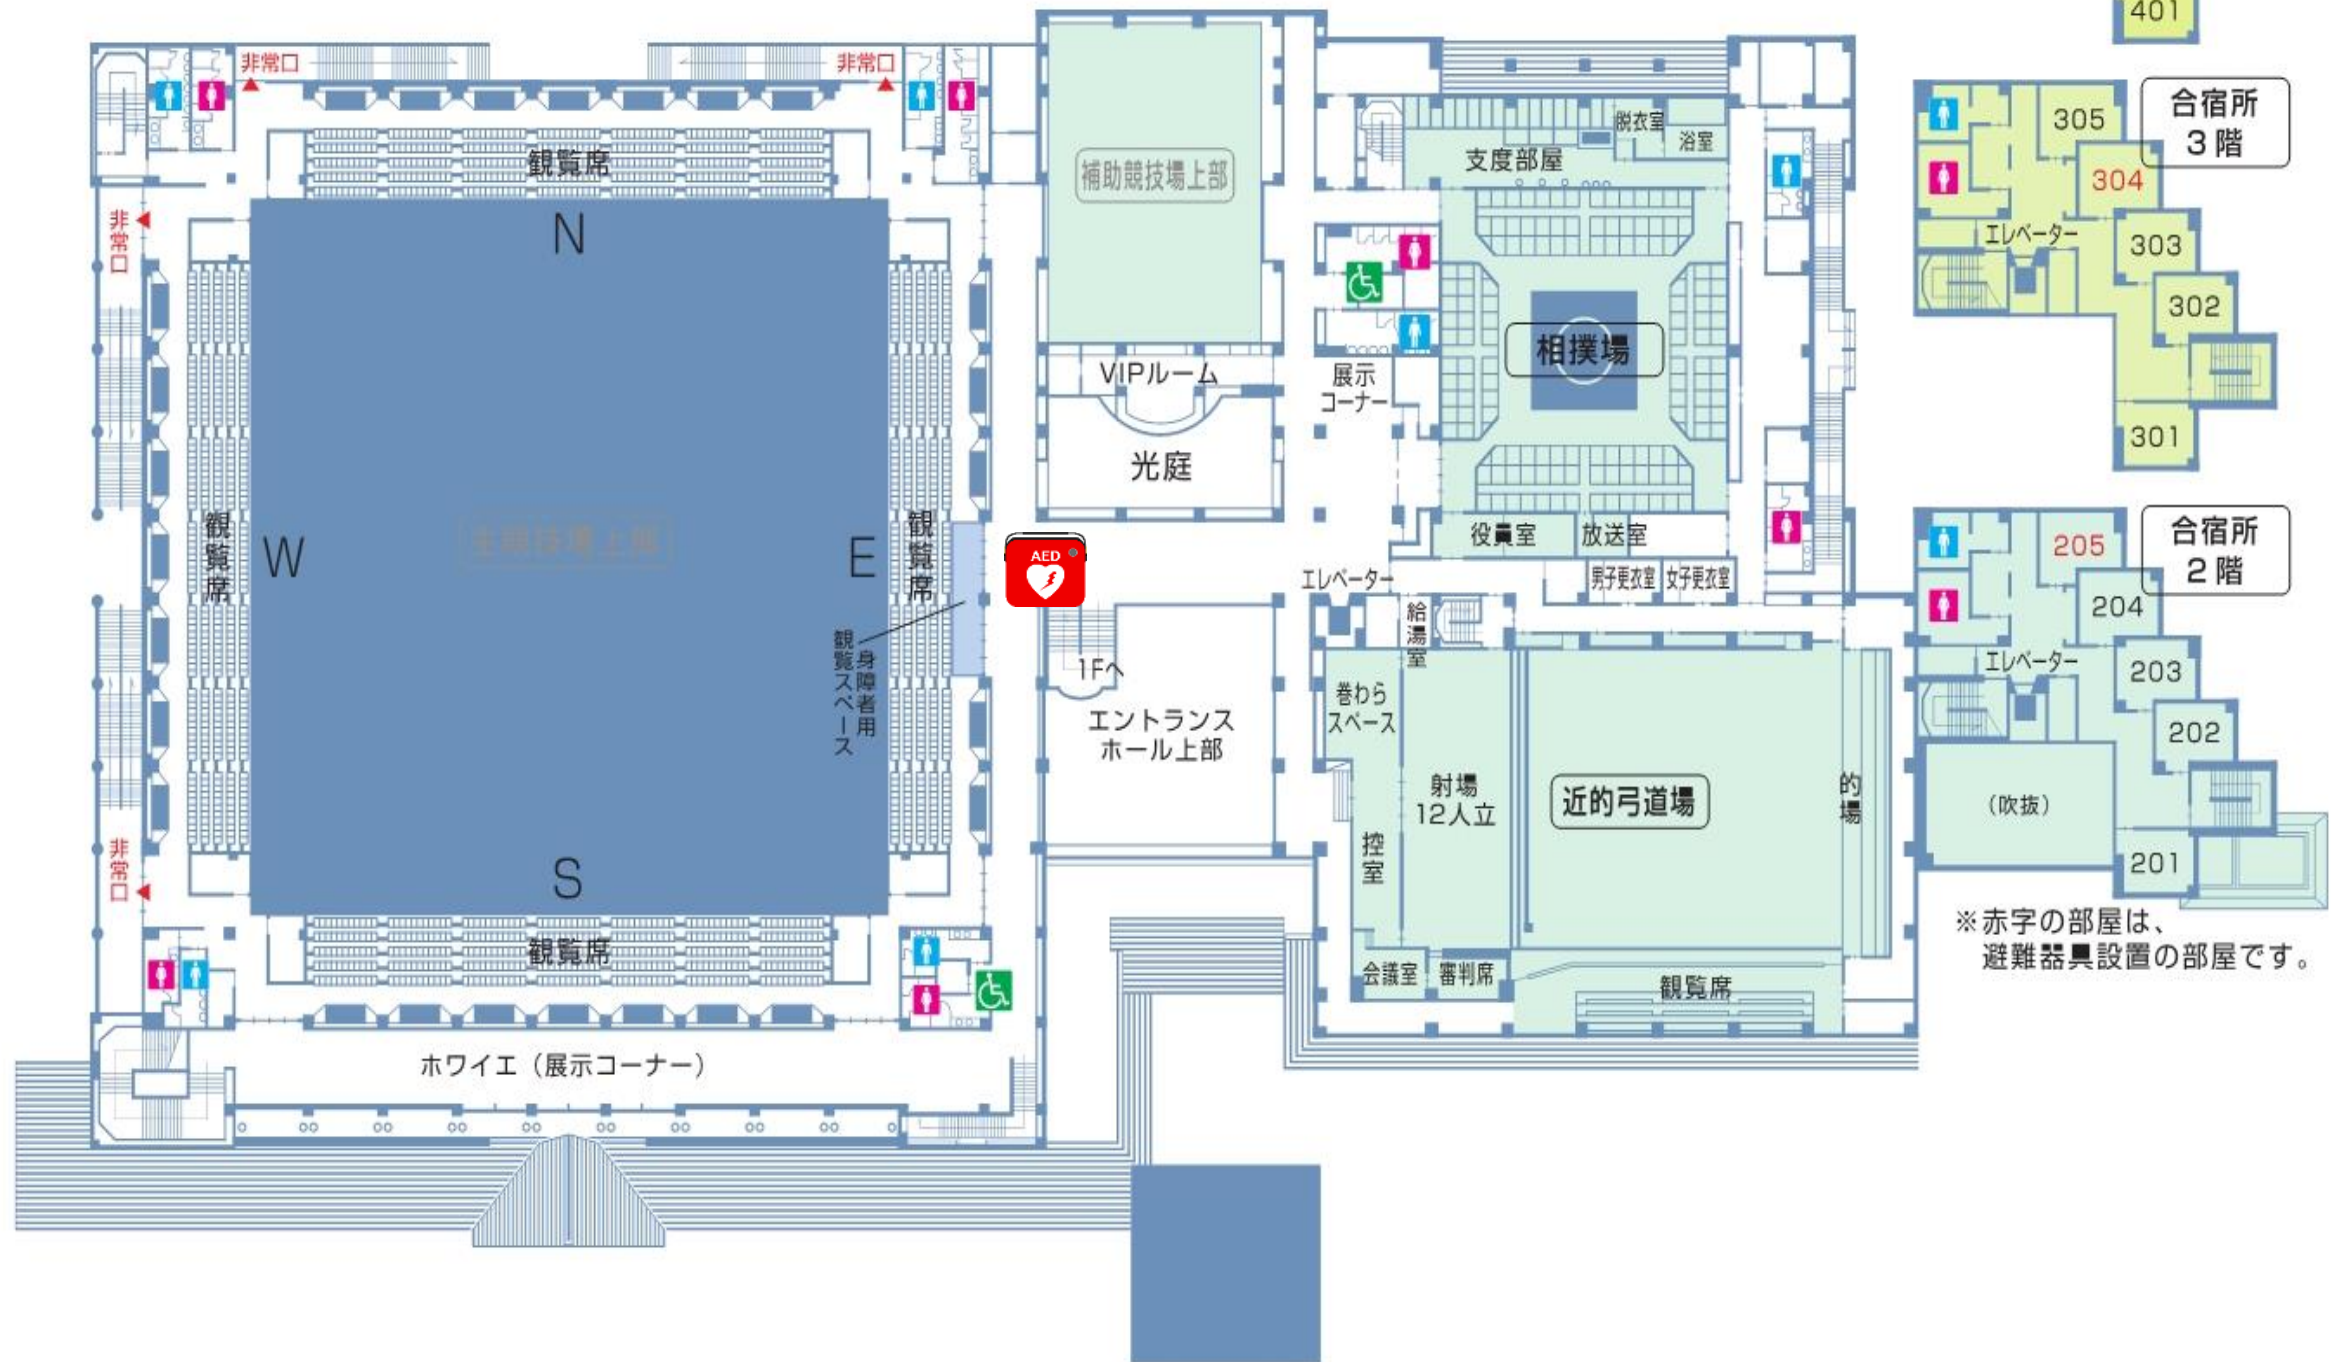 401
非常口
非常口
観覧席
N
非常口
W
観覧席
主競技場上部
E
観覧席
身障者用
観覧スペース
S
非常口
観覧席
ホワイエ（展示コーナー）
補助競技場上部
VIPルーム
光庭
AED
1Fへ
エントランス
ホール上部
脱衣室
浴室
支度部屋
相撲場
展示
コーナー
役員室
放送室
エレベーター
男子更衣室
女子更衣室
給湯室
巻わら
スペース
射場
12人立
近的弓道場
的場
控室
会議室
審判席
観覧席
合宿所
3階
305
304
エレベーター
303
302
301
合宿所
2階
205
204
エレベーター
203
202
（吹抜）
201
※赤字の部屋は、
避難器具設置の部屋です。